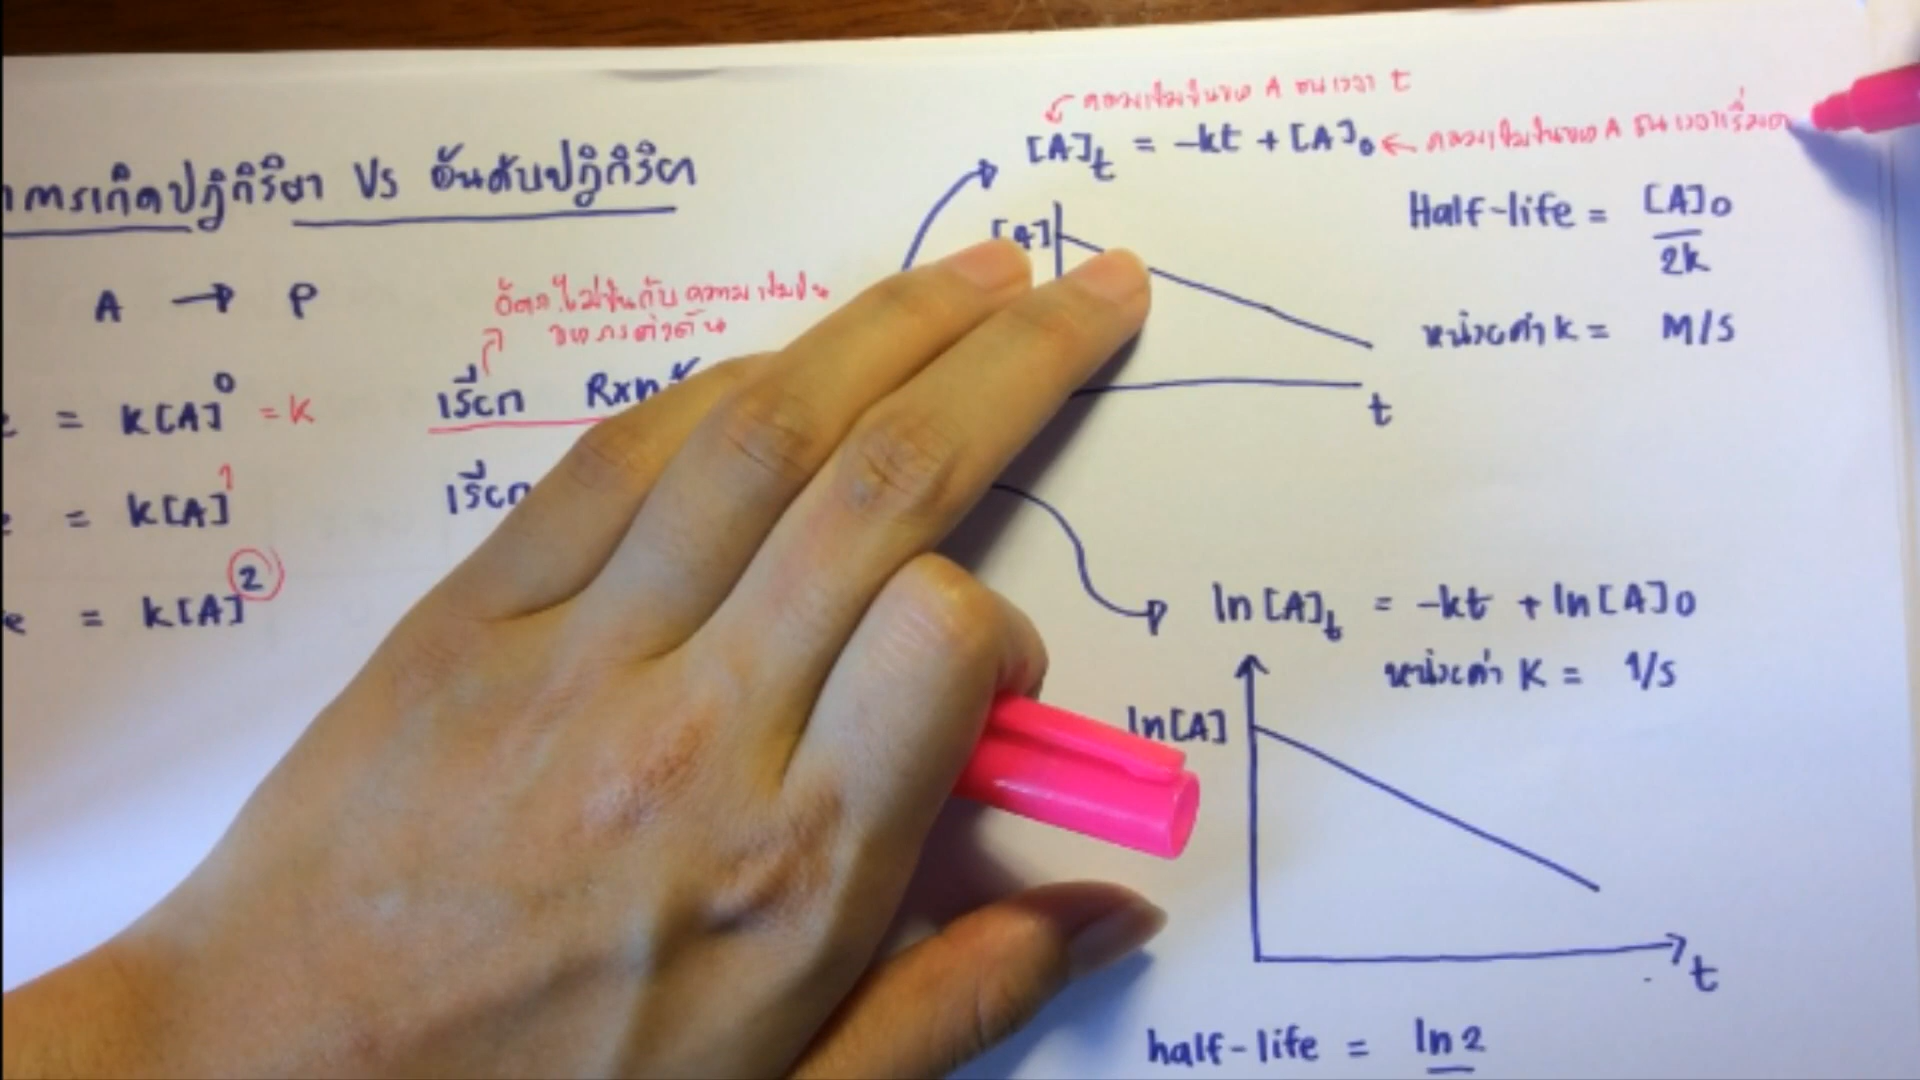 การเกิดปฏิกิริยา Vs อันดับปฏิกิริยา
A → P
= k[A]⁰ = k
= k[A]¹
e = k[A]²
อัตราไม่ขึ้นกับความเข้มข้น
ของสารตั้งต้น
เรียก Rxn
เรียก
ความเข้มข้นของ A ณ เวลา t
[A]t = -kt + [A]₀ ← ความเข้มข้นของ A ณ เวลาเริ่มต
[A]
t
Half-life = [A]₀
2k
หน่วยค่า k = M/s
ln[A]t = -kt + ln[A]₀
หน่วยค่า K = 1/s
ln[A]
t
half-life = ln 2